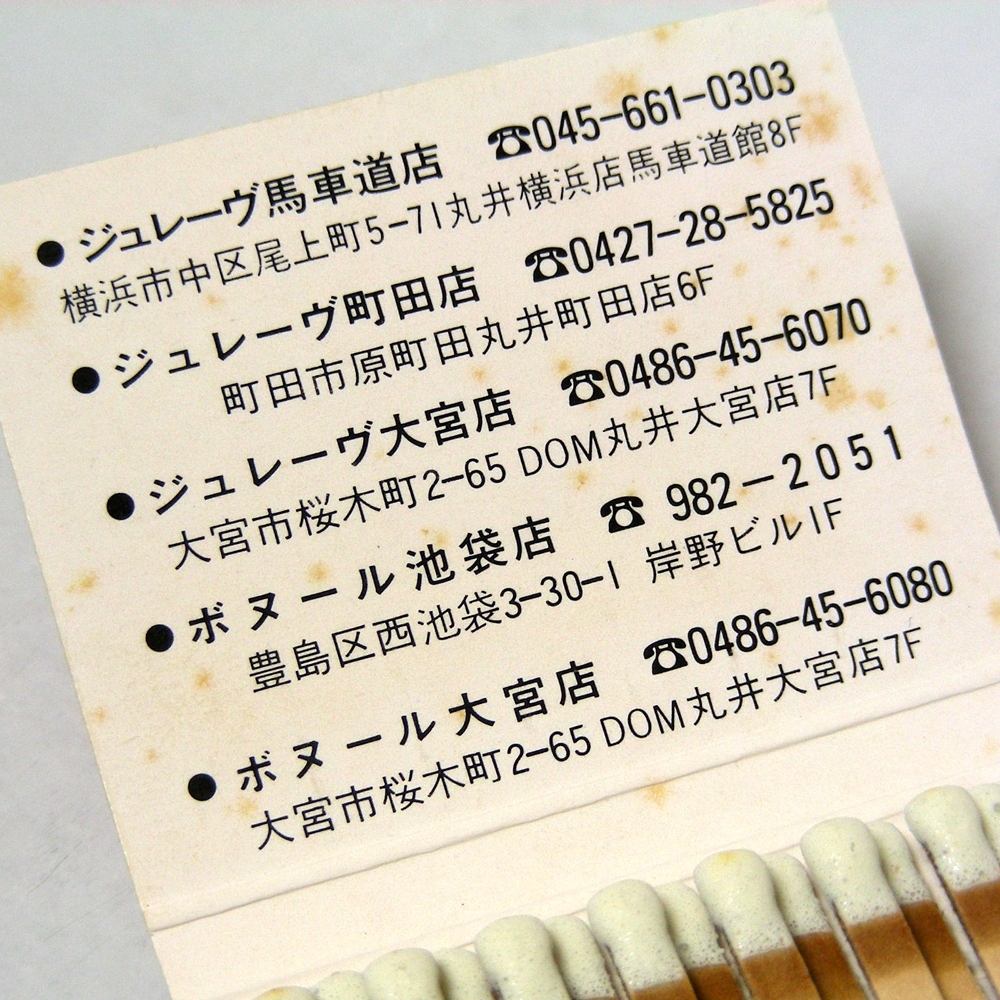 ●ジュレーヴ馬車道店 ☎045-661-0303
横浜市中区尾上町5-71丸井横浜店馬車道館8F
●ジュレーヴ町田店 ☎0427-28-5825
町田市原町田丸井町田店6F
●ジュレーヴ大宮店 ☎0486-45-6070
大宮市桜木町2-65 DOM丸井大宮店7F
●ボヌール池袋店 ☎982-2051
豊島区西池袋3-30-1 岸野ビル1F
●ボヌール大宮店 ☎0486-45-6080
大宮市桜木町2-65 DOM丸井大宮店7F